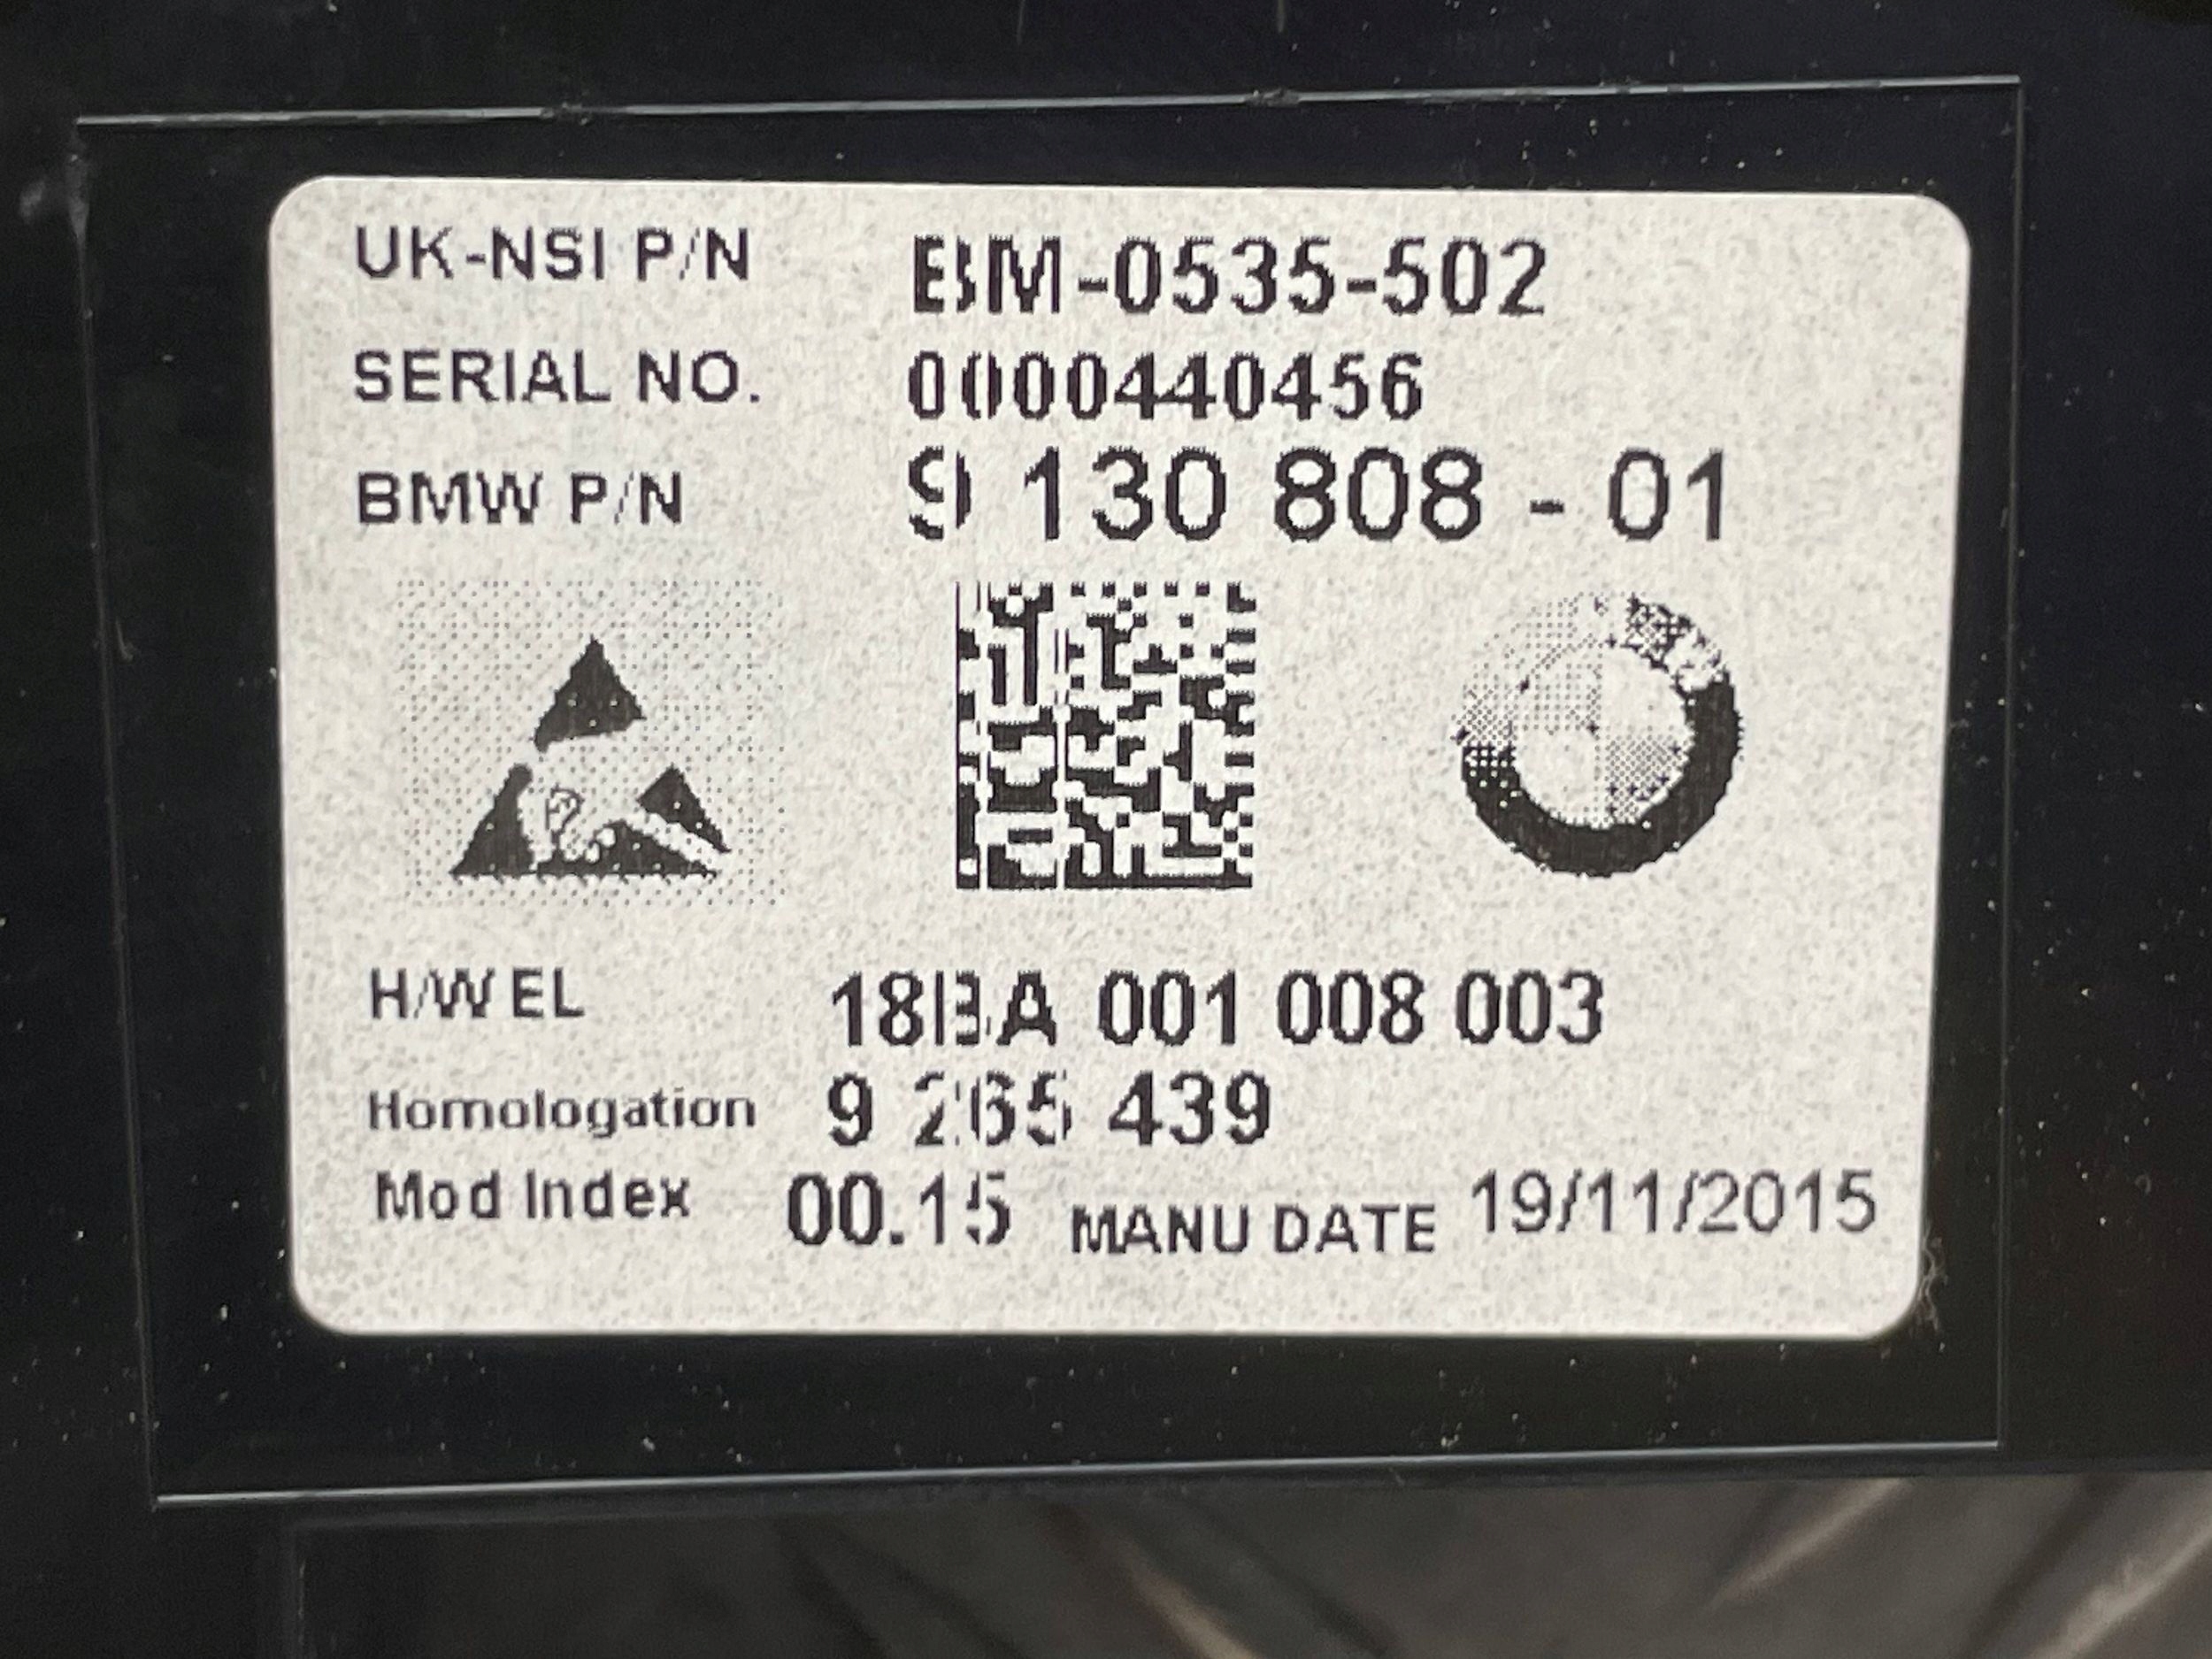 UK-NSI P/N BM-0535-502
SERIAL NO. 0000440456
BMW P/N 9 130 808 - 01
H/W EL 18BA 001 008 003
Homologation 9 265 439
Mod Index 00.15 MANU DATE 19/11/2015